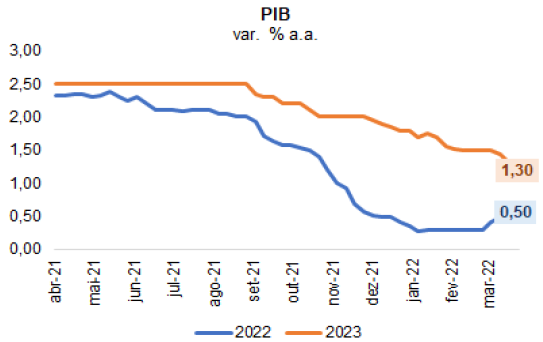 PIB
var. % a.a.
3,00
2,50
2,00
1,50
1,00
0,50
0,00
1,30
0,50
abr-21
mai-21
jun-21
jul-21
ago-21
set-21
out-21
nov-21
dez-21
jan-22
fev-22
mar-22
2022
2023